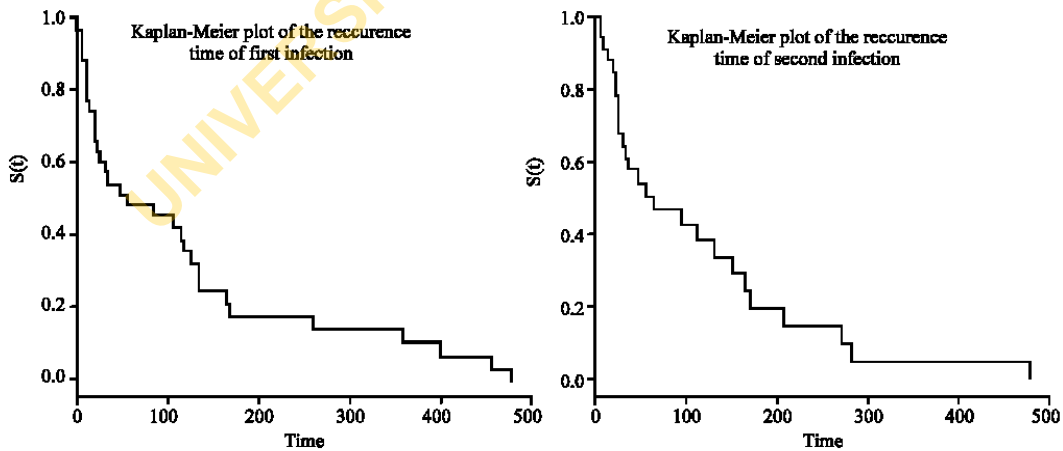 Kaplan-Meier plot of the reccurence
time of first infection
1.0
0.8
0.6
0.4
0.2
0.0
S(t)
0 100 200 300 400 500
Time
UNIVERSI
Kaplan-Meier plot of the reccurence
time of second infection
1.0
0.8
0.6
0.4
0.2
0.0
S(t)
0 100 200 300 400 500
Time